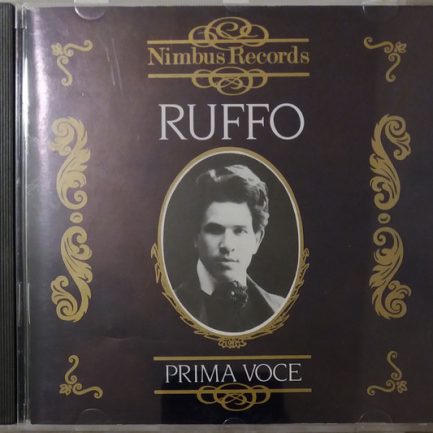 Nimbus Records
RUFFO
PRIMA VOCE